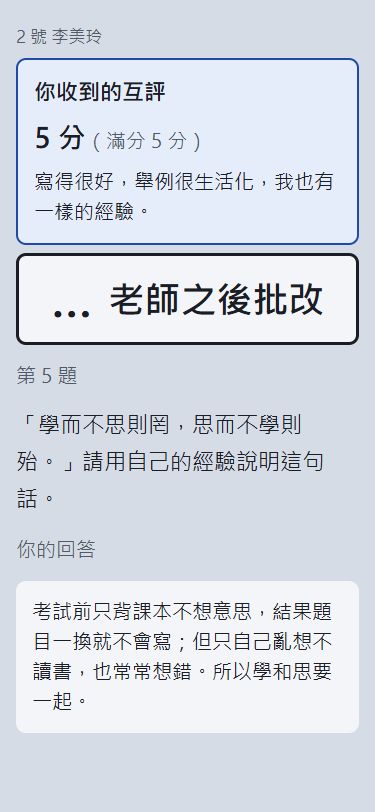 2 號 李美玲
你收到的互評
5 分 ( 滿分 5 分 )
寫得很好，舉例很生活化，我也有
一樣的經驗。
… 老師之後批改
第 5 題
「學而不思則罔，思而不學則
殆。」請用自己的經驗說明這句
話。
你的回答
考試前只背課本不想意思，結果題
目一換就不會寫；但只自己亂想不
讀書，也常常想錯。所以學和思要
一起。